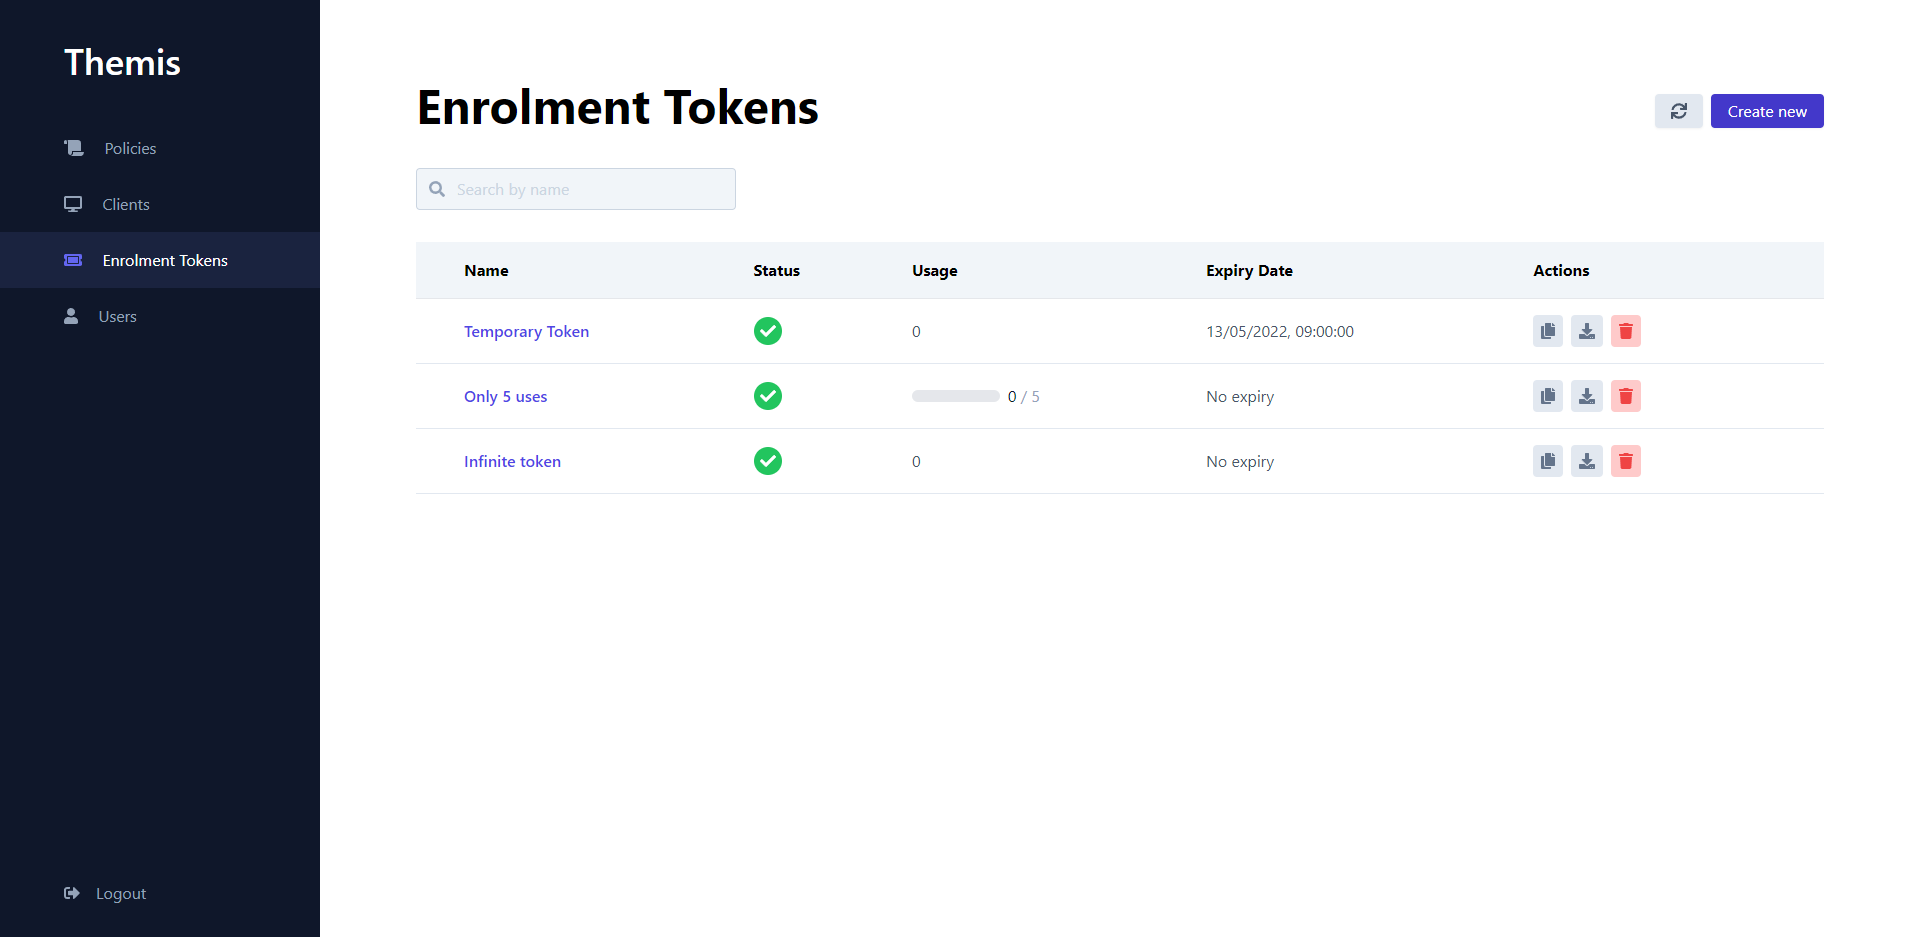 Themis
Policies
Clients
Enrolment Tokens
Users
Logout
Enrolment Tokens
Create new
Search by name
Name Status Usage Expiry Date Actions
Temporary Token 0 13/05/2022, 09:00:00
Only 5 uses 0 / 5 No expiry
Infinite token 0 No expiry